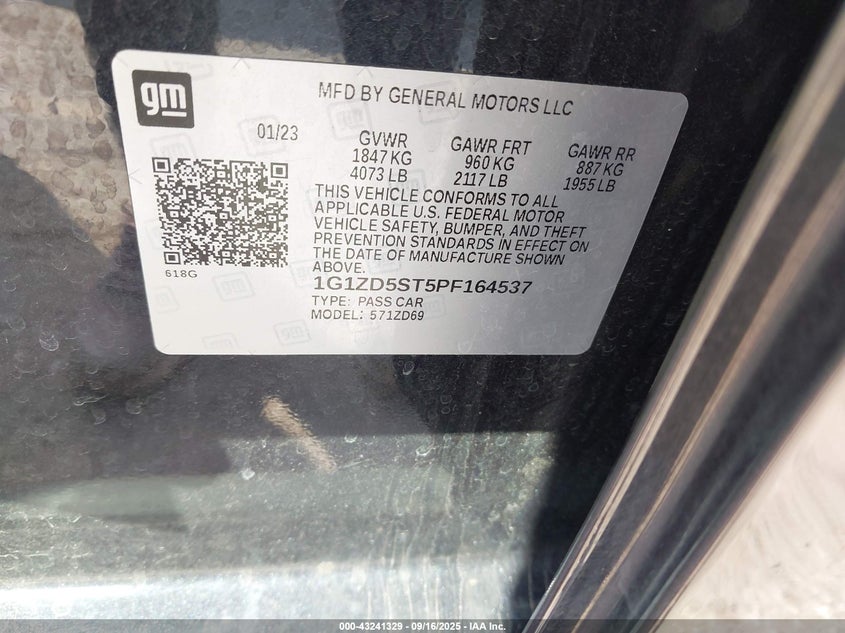 gm
MFD BY GENERAL MOTORS LLC
01/23
GVWR
1847 KG
4073 LB
GAWR FRT
960 KG
2117 LB
GAWR RR
887 KG
1955 LB
THIS VEHICLE CONFORMS TO ALL
APPLICABLE U.S. FEDERAL MOTOR
VEHICLE SAFETY, BUMPER, AND THEFT
PREVENTION STANDARDS IN EFFECT ON
THE DATE OF MANUFACTURE SHOWN
ABOVE.
618G
1G1ZD5ST5PF164537
TYPE: PASS CAR
MODEL: 571ZD69
000-43241329 - 09/16/2025 - IAA Inc.